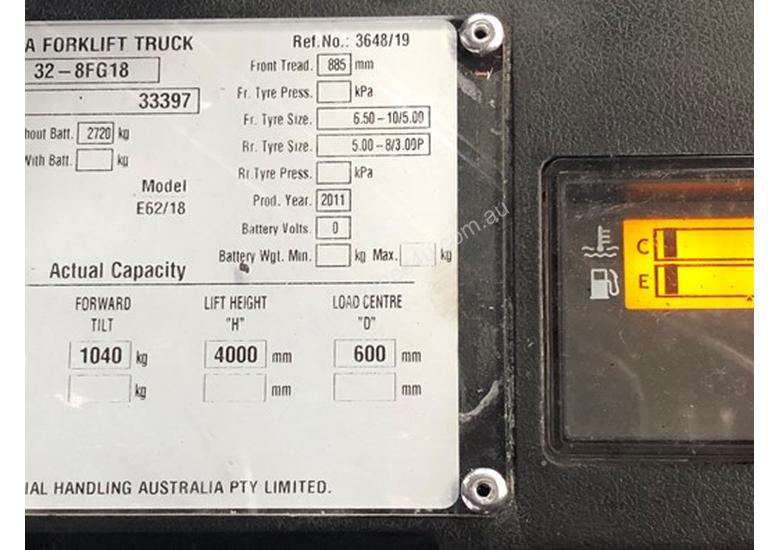 A FORKLIFT TRUCK
Ref.No.: 3648/19
32-8FG18
Front Tread. 885 mm
33397
Fr. Tyre Press. kPa
Fr. Tyre Size. 6.50-10/5.00
hout Batt. 2720 kg
Rr. Tyre Size. 5.00-8/3.00P
With Batt. kg
Rr.Tyre Press. kPa
Model
Prod. Year. 2011
E62/18
Battery Volts. 0
Battery Wgt. Min. kg Max. kg
Actual Capacity
FORWARD TILT
LIFT HEIGHT "H"
LOAD CENTRE "D"
1040 kg 4000 mm 600 mm
kg mm mm
IAL HANDLING AUSTRALIA PTY LIMITED.
C
E